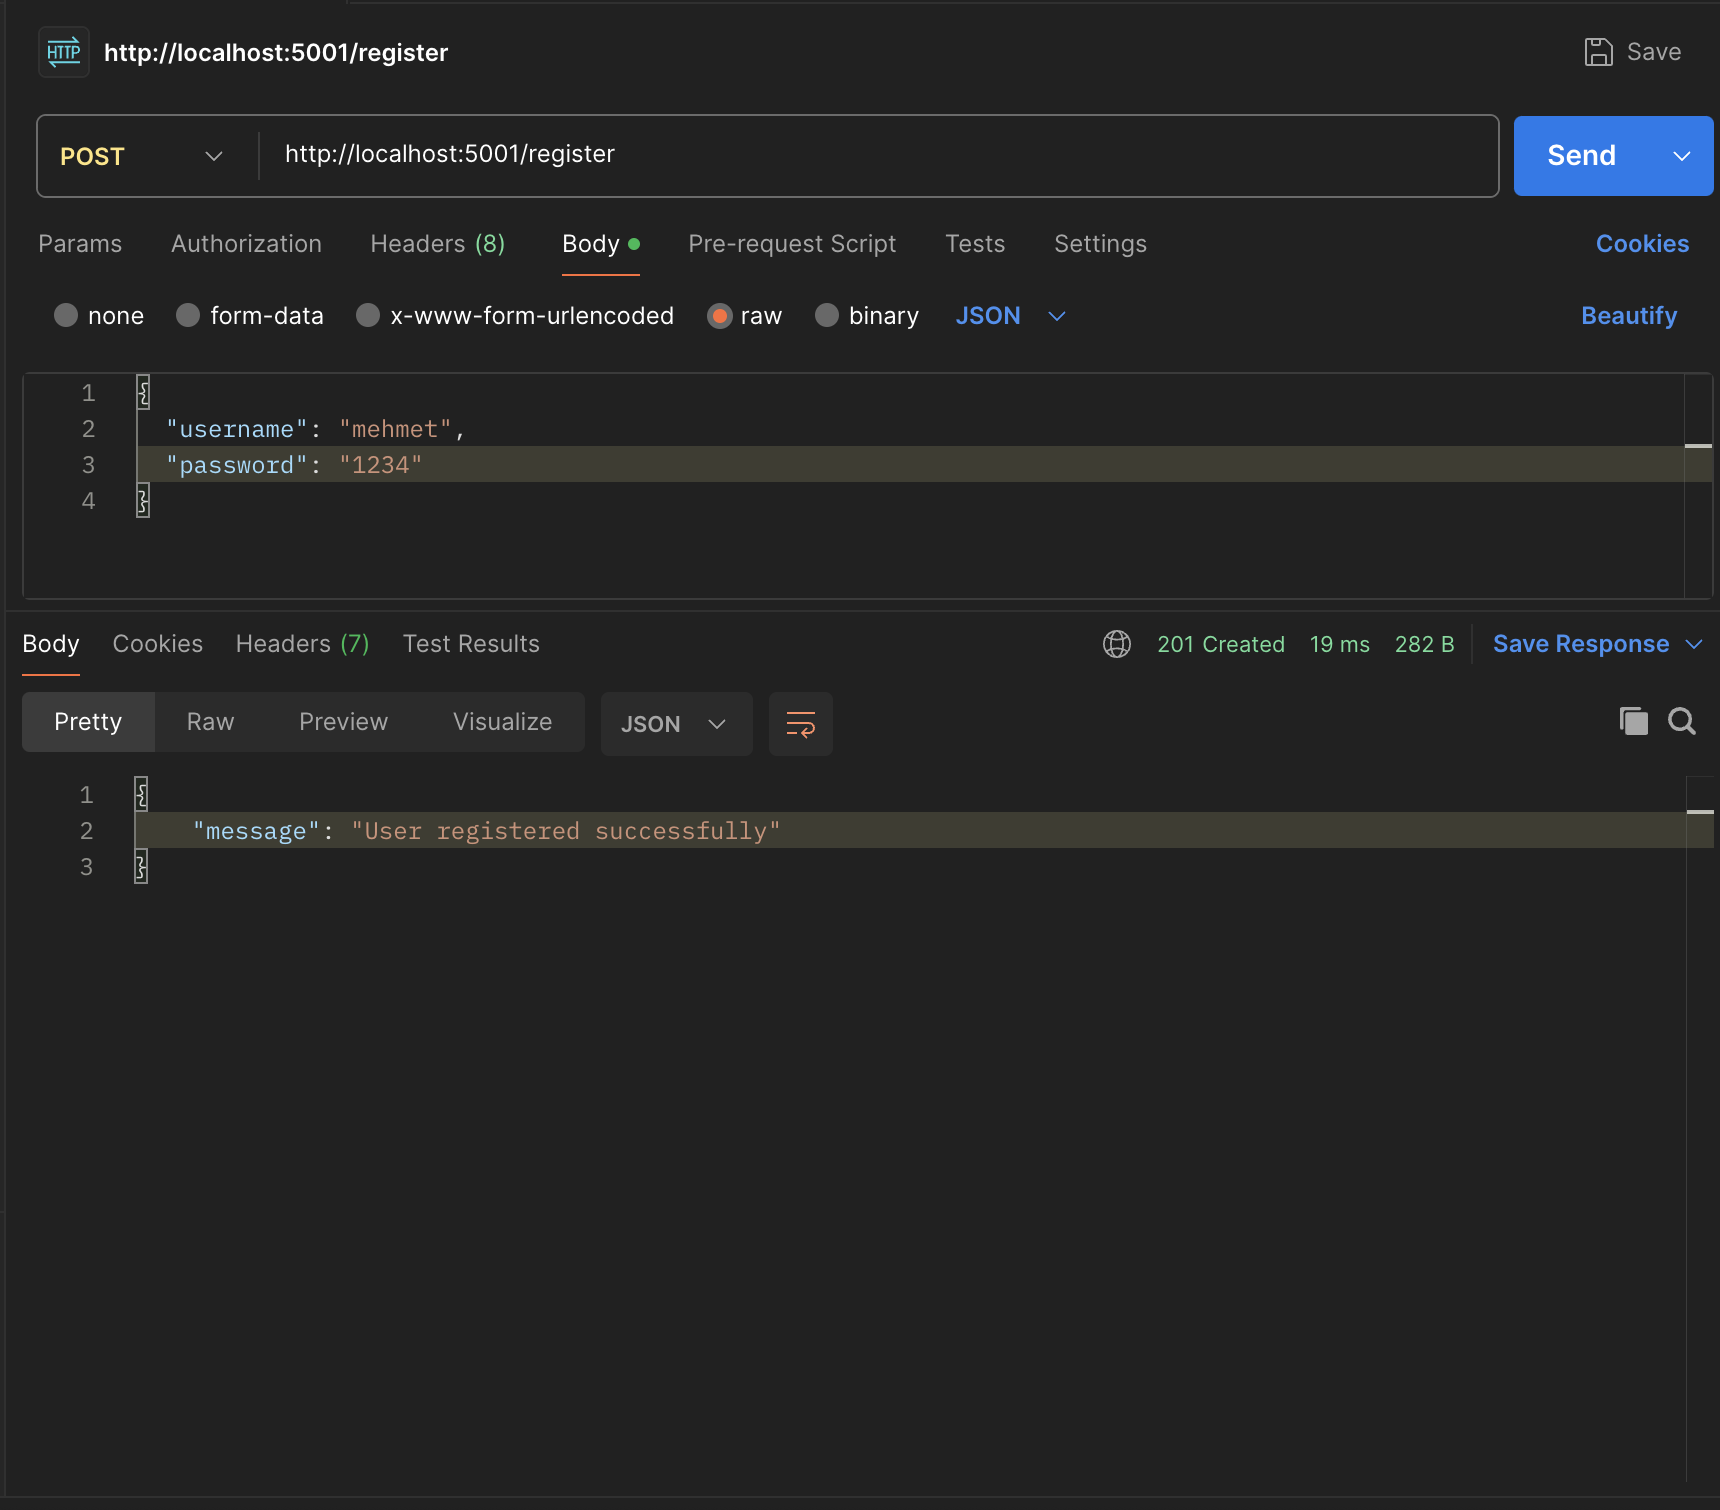 HTTP http://localhost:5001/register Save
POST http://localhost:5001/register Send
Params Authorization Headers (8) Body Pre-request Script Tests Settings Cookies
none form-data x-www-form-urlencoded raw binary JSON Beautify
1 {
2 "username": "mehmet",
3 "password": "1234"
4 }
Body Cookies Headers (7) Test Results 201 Created 19 ms 282 B Save Response
Pretty Raw Preview Visualize JSON
1 {
2 "message": "User registered successfully"
3 }